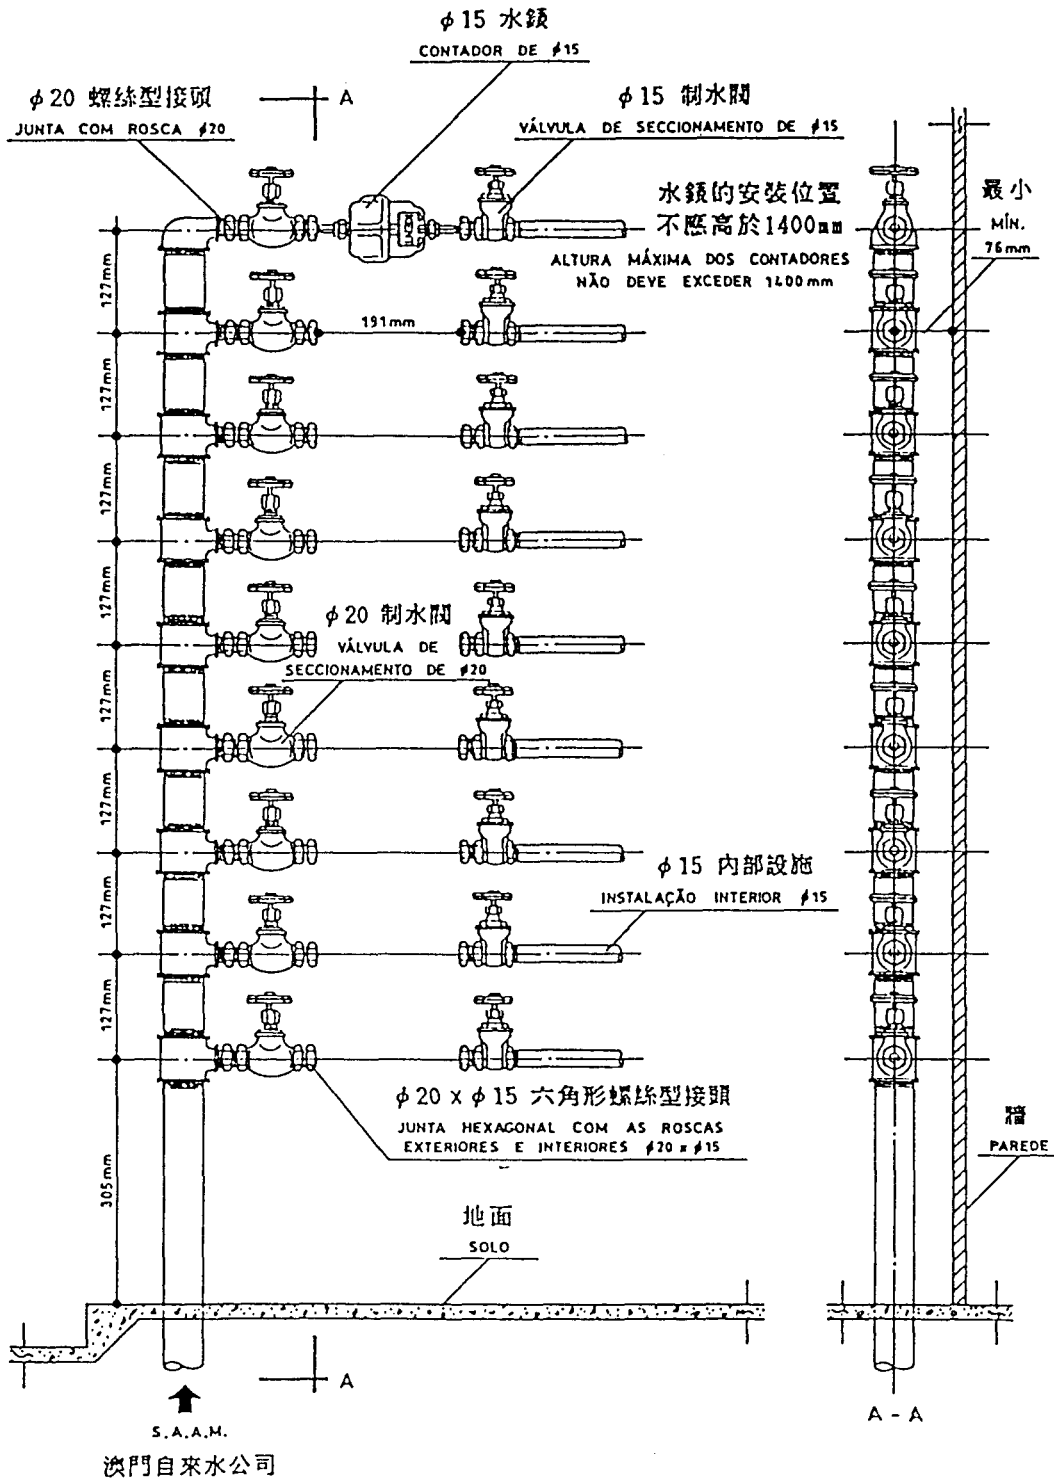 φ15 水錶
CONTADOR DE φ15
φ20 螺絲型接頭
JUNTA COM ROSCA φ20
A
φ15 制水閥
VÁLVULA DE SECCIONAMENTO DE φ15
水錶的安裝位置
不應高於1400mm
ALTURA MÁXIMA DOS CONTADORES
NÃO DEVE EXCEDER 1400mm
最小
MÍN.
76mm
127mm
191mm
127mm
127mm
127mm
φ20 制水閥
VÁLVULA DE
SECCIONAMENTO DE φ20
127mm
127mm
127mm
φ15 內部設施
INSTALAÇÃO INTERIOR φ15
127mm
φ20 x φ15 六角形螺絲型接頭
JUNTA HEXAGONAL COM AS ROSCAS
EXTERIORES E INTERIORES φ20 x φ15
牆
PAREDE
305mm
地面
SOLO
A
A - A
S.A.A.M.
澳門自來水公司